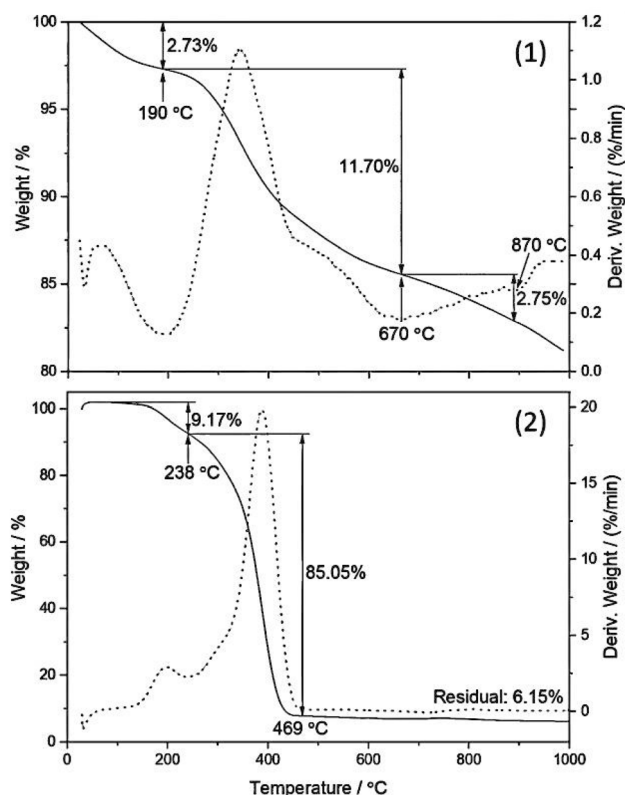 (1)
2.73%
190 °C
11.70%
870 °C
2.75%
670 °C
100
95
90
85
80
Weight / %
1.2
1.0
0.8
0.6
0.4
0.2
0.0
Deriv. Weight / (%/min)
(2)
9.17%
238 °C
85.05%
Residual: 6.15%
469 °C
100
80
60
40
20
0
Weight / %
20
15
10
5
0
Deriv. Weight / (%/min)
0 200 400 600 800 1000
Temperature / °C